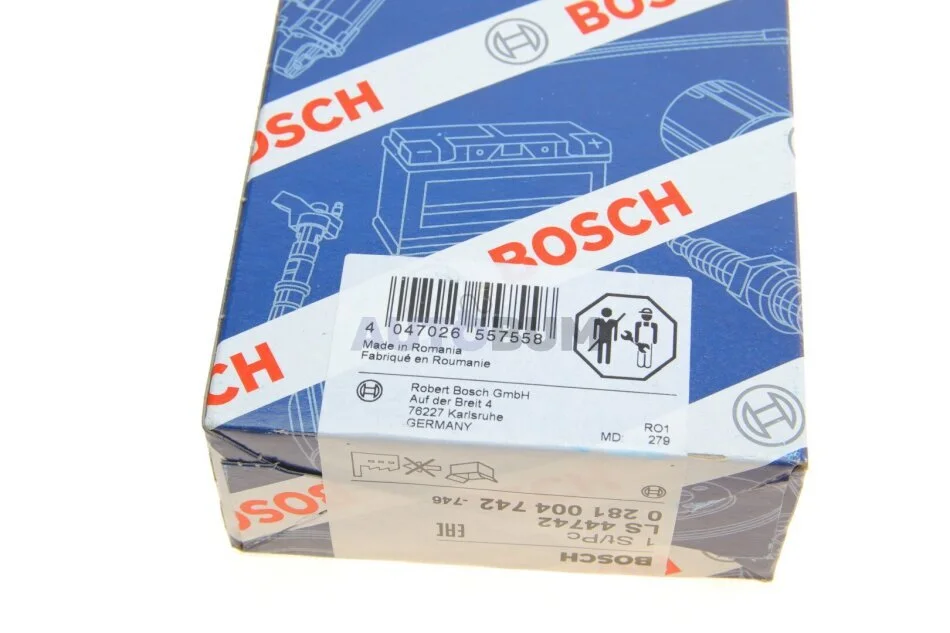 BOSCH
BOSCH
BOSCH
4 047026 557558
AUTOBUM
Made in Romania
Fabriqué en Roumanie
Robert Bosch GmbH
Auf der Breit 4
76227 Karlsruhe
GERMANY
MD:
RO1
279
BOSCH
BOSCH
BOSCH
1 St/Pc
LS 44742
0 281 004 742 -746
EAC